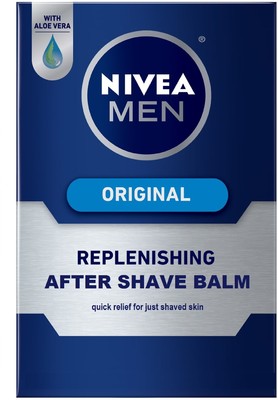 WITH
ALOE VERA
NIVEA®
MEN
ORIGINAL
REPLENISHING
AFTER SHAVE BALM
quick relief for just shaved skin